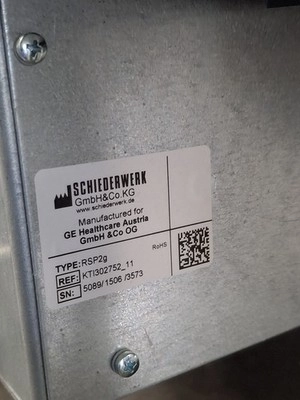 SCHIEDERWERK
GmbH&Co.KG
www.schiederwerk.de
Manufactured for
GE Healthcare Austria
GmbH &Co OG
RoHS
TYPE: RSP2g
REF: KTI302752_11
SN: 5089/1506 /3573